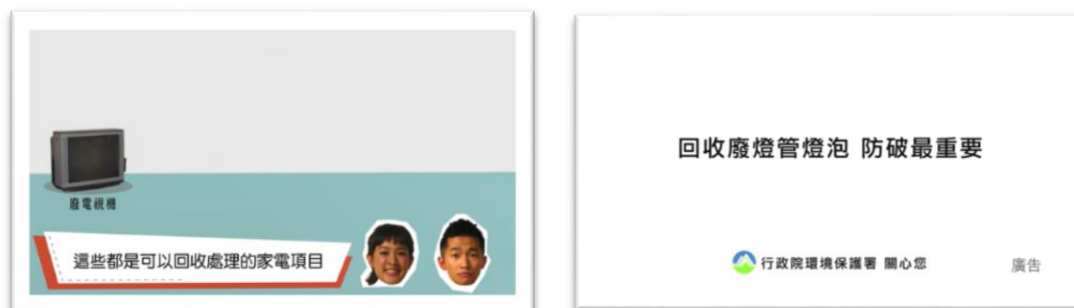 廢電視機
這些都是可以回收處理的家電項目
回收廢燈管燈泡 防破最重要
行政院環境保護署 關心您
廣告